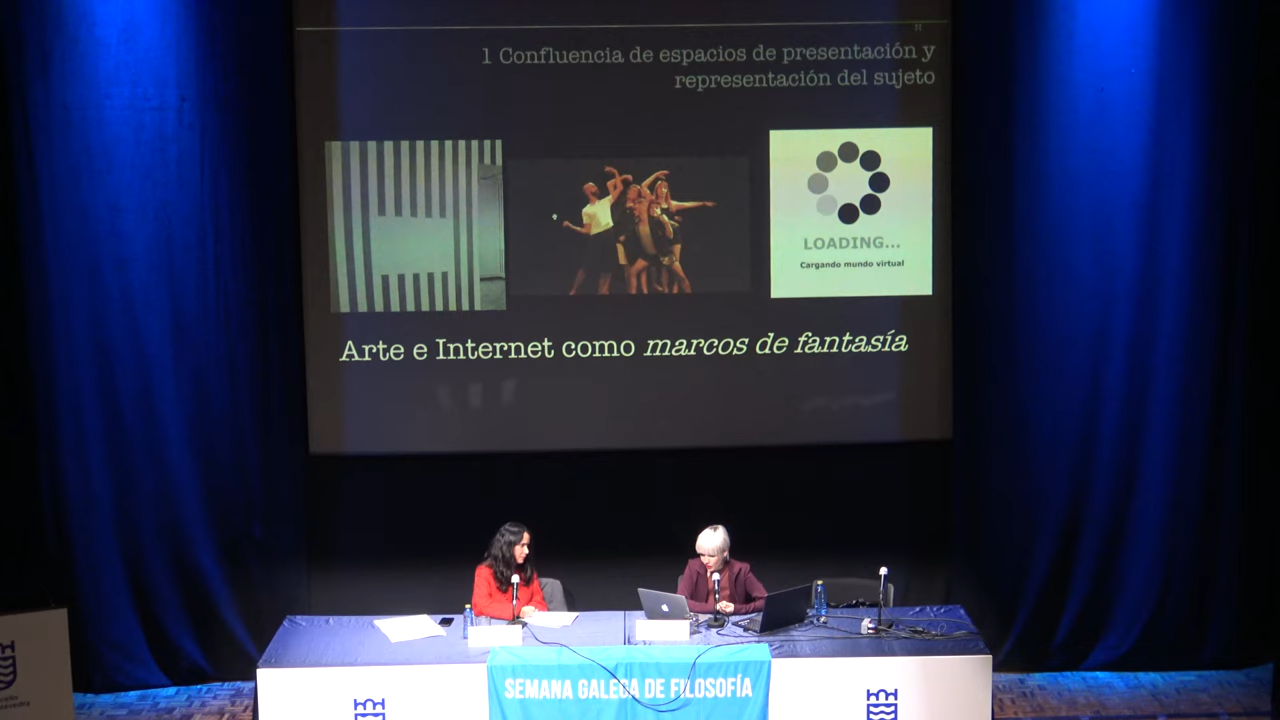 1 Confluencia de espacios de presentación y
representación del sujeto
LOADING...
Cargando mundo virtual
Arte e Internet como marcos de fantasía
SEMANA GALEGA DE FILOSOFÍA